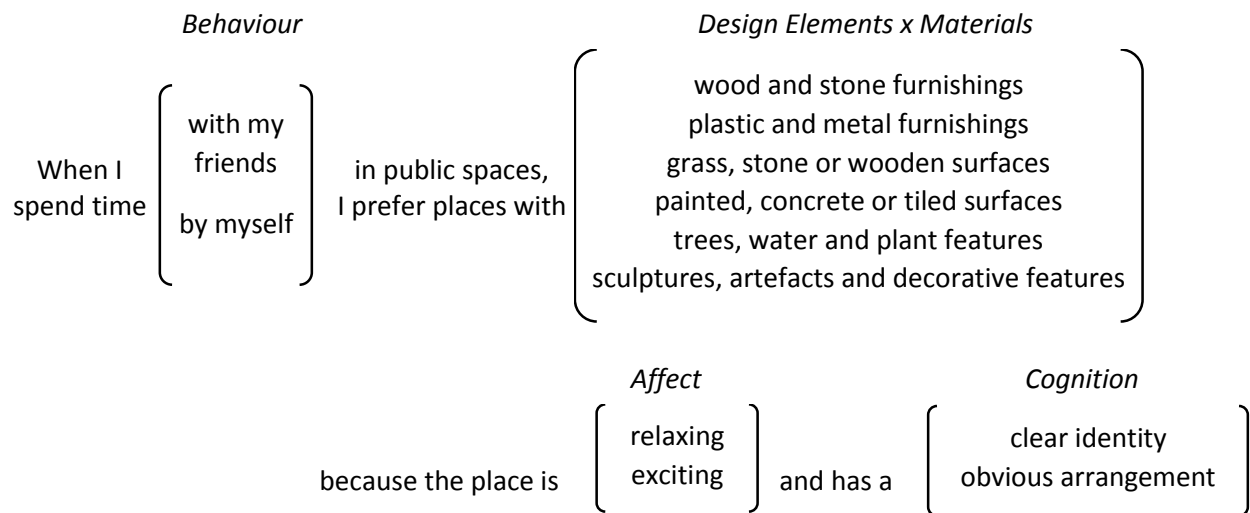 Behaviour
Design Elements x Materials
When I
spend time
with my
friends
by myself
in public spaces,
I prefer places with
wood and stone furnishings
plastic and metal furnishings
grass, stone or wooden surfaces
painted, concrete or tiled surfaces
trees, water and plant features
sculptures, artefacts and decorative features
Affect
Cognition
because the place is
relaxing
exciting
and has a
clear identity
obvious arrangement